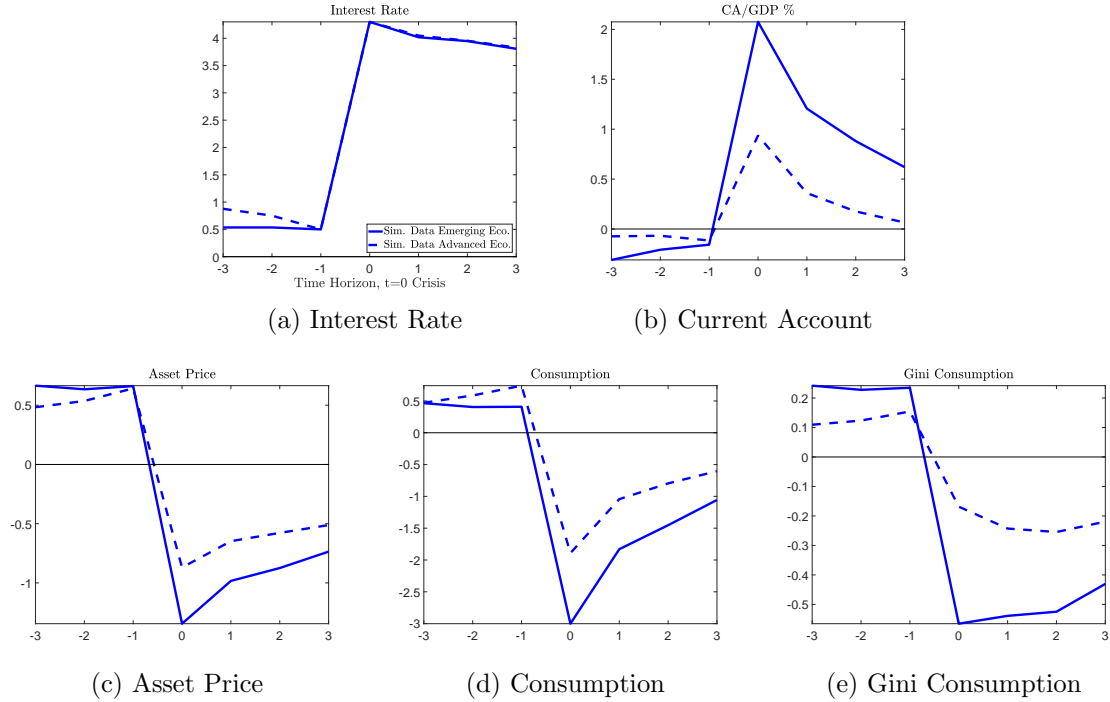 Interest Rate
4
3.5
3
2.5
2
1.5
1
0.5
0
-3 -2 -1 0 1 2 3
Time Horizon, t=0 Crisis
Sim. Data Emerging Eco.
Sim. Data Advanced Eco.
(a) Interest Rate
CA/GDP %
2
1.5
1
0.5
0
-3 -2 -1 0 1 2 3
(b) Current Account
Asset Price
0.5
0
-0.5
-1
-3 -2 -1 0 1 2 3
(c) Asset Price
Consumption
0.5
0
-0.5
-1
-1.5
-2
-2.5
-3
-3 -2 -1 0 1 2 3
(d) Consumption
Gini Consumption
0.2
0.1
0
-0.1
-0.2
-0.3
-0.4
-0.5
-3 -2 -1 0 1 2 3
(e) Gini Consumption